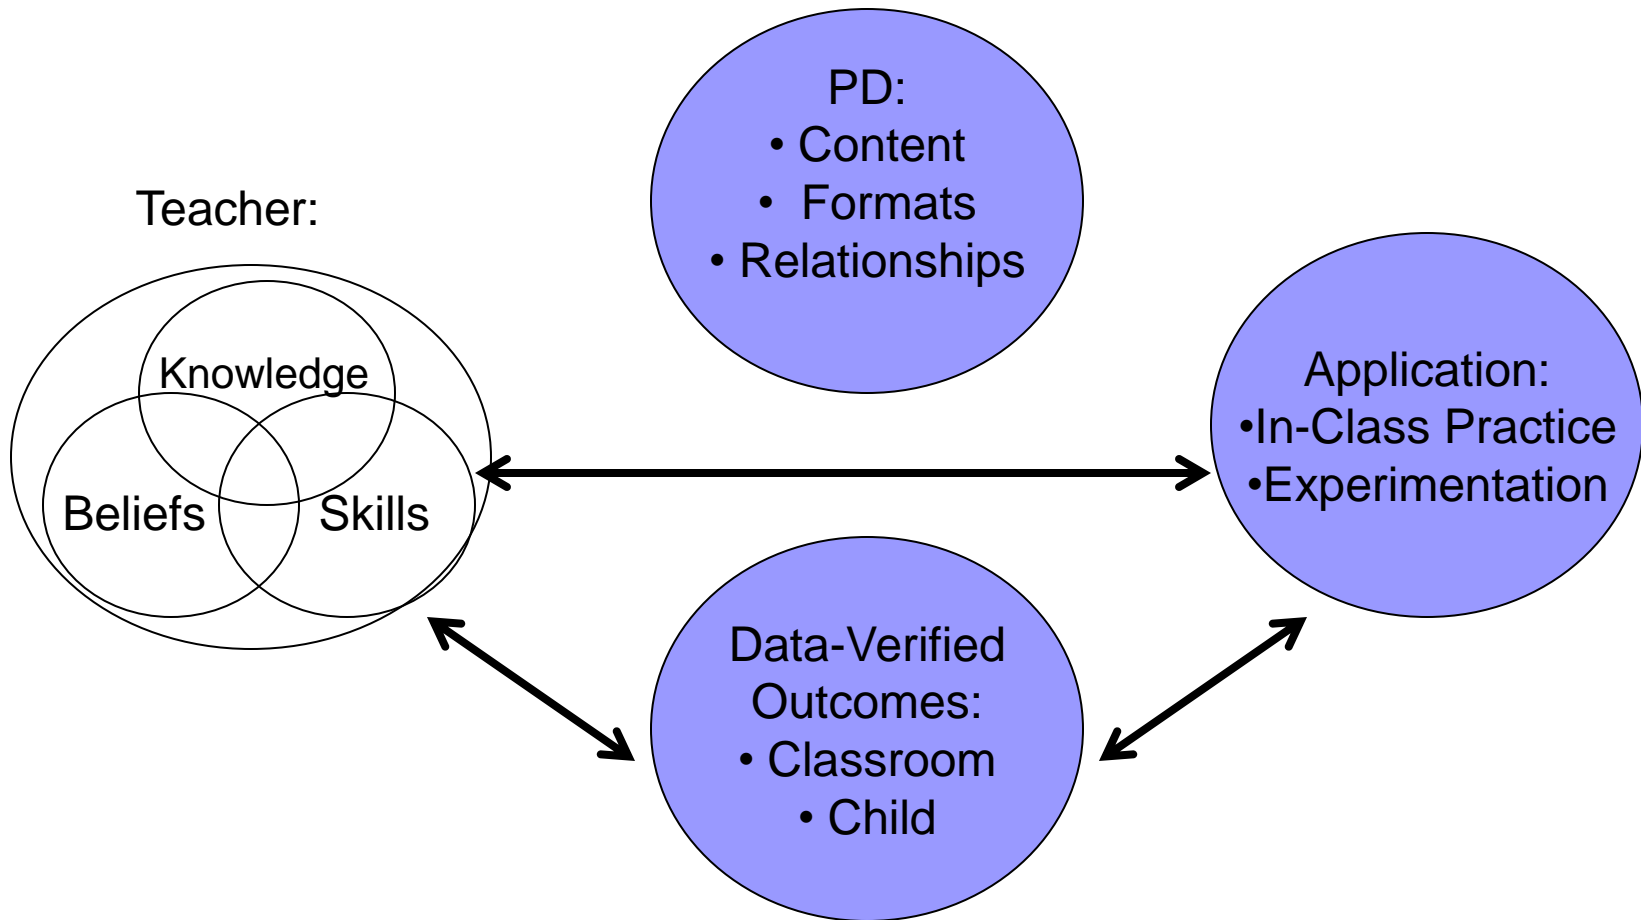 Teacher:
Knowledge
Beliefs
Skills
PD:
• Content
• Formats
• Relationships
Application:
•In-Class Practice
•Experimentation
Data-Verified
Outcomes:
• Classroom
• Child